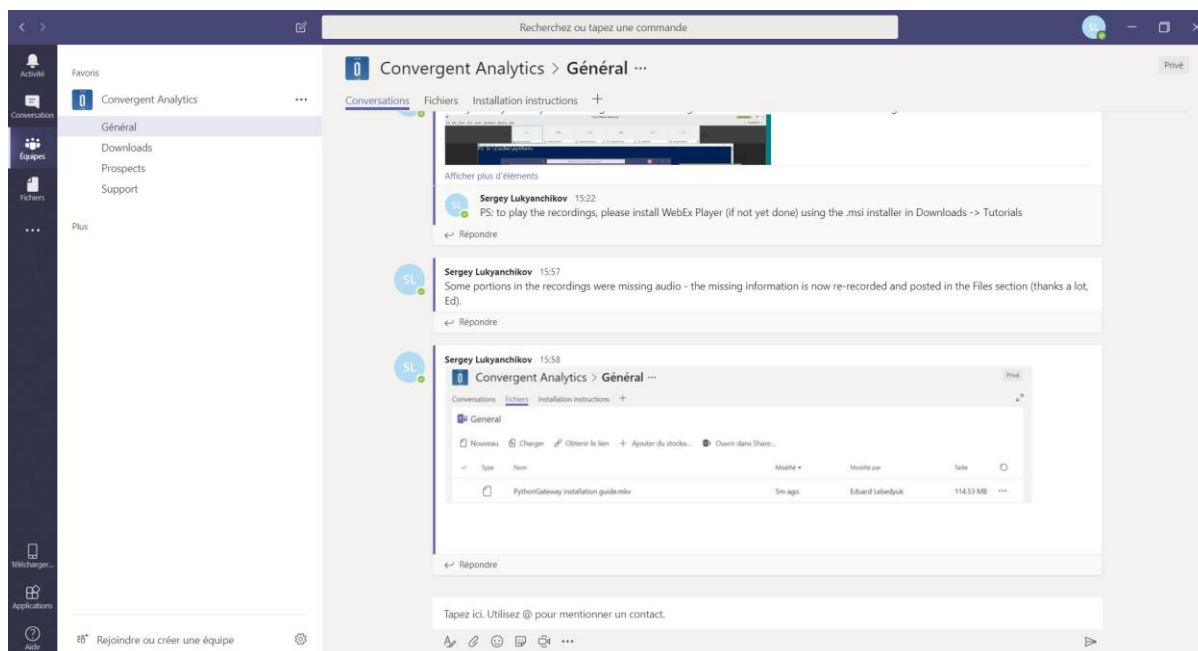 Recherchez ou tapez une commande
SL
Activité
Conversation
Équipes
Fichiers
Télécharger...
Applications
Aide
Favoris
Convergent Analytics
Général
Downloads
Prospects
Support
Plus
Rejoindre ou créer une équipe
Convergent Analytics > Général
Privé
Conversations Fichiers Installation instructions
Afficher plus d'éléments
SL
Sergey Lukyanchikov 15:22
PS: to play the recordings, please install WebEx Player (if not yet done) using the .msi installer in Downloads -> Tutorials
Répondre
SL
Sergey Lukyanchikov 15:57
Some portions in the recordings were missing audio - the missing information is now re-recorded and posted in the Files section (thanks a lot,
Ed).
Répondre
SL
Sergey Lukyanchikov 15:58
Convergent Analytics > Général
Privé
Conversations Fichiers Installation instructions
General
Nouveau Charger Obtenir le lien Ajouter du stocka... Ouvrir dans Share...
Type Nom Modifié Modifié par Taille
PythonGateway installation guide.mkv 5m ago Eduard Lebedyuk 114.53 MB
Répondre
Tapez ici. Utilisez @ pour mentionner un contact.